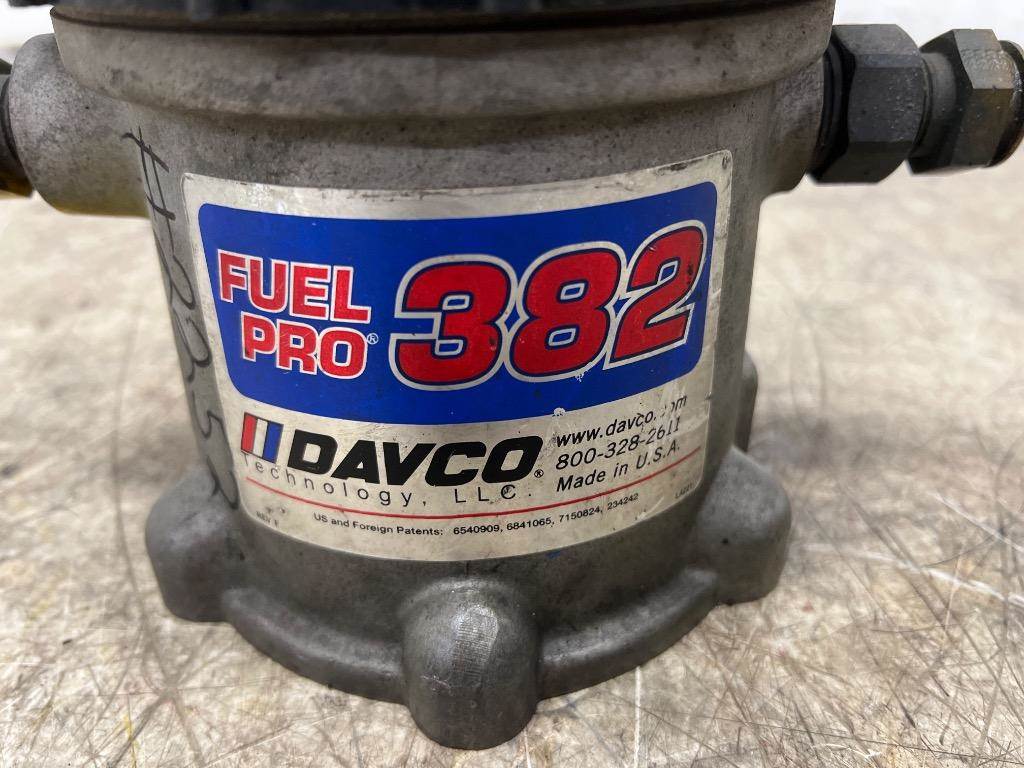 FUEL
PRO®
382
DAVCO®
Technology, LLC.
www.davco.
800-328-2611
Made in U.S.A.
US and Foreign Patents: 6540909, 6841065, 7150824, 234242
REV F